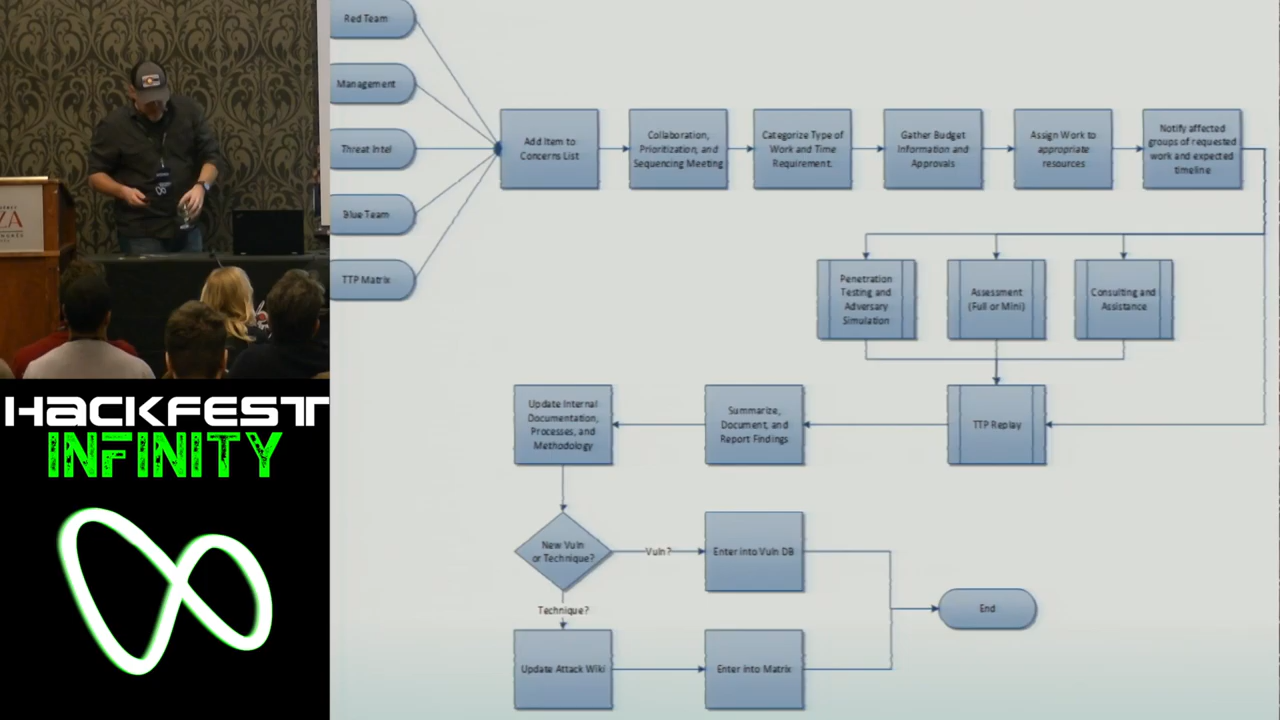 Red Team
Management
Threat Intel
Blue Team
TTP Matrix
Add Item to
Concerns List
Collaboration,
Prioritization, and
Sequencing Meeting
Categorize Type of
Work and Time
Requirement.
Gather Budget
Information and
Approvals
Assign Work to
appropriate
resources
Notify affected
groups of requested
work and expected
timeline
Penetration
Testing and
Adversary
Simulation
Assessment
(Full or Mini)
Consulting and
Assistance
TTP Replay
Summarize,
Document, and
Report Findings
Update Internal
Documentation,
Processes, and
Methodology
New Vuln
or Technique?
Vuln?
Enter into Vuln DB
Technique?
Update Attack Wiki
Enter into Matrix
End
ZA
HACKFEST
INFINITY